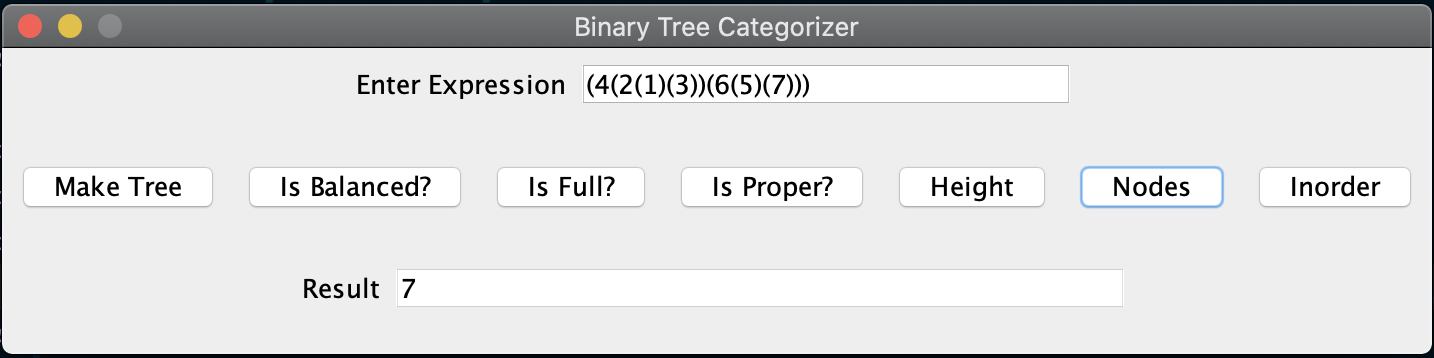 Binary Tree Categorizer
Enter Expression (4(2(1)(3))(6(5)(7)))
Make Tree Is Balanced? Is Full? Is Proper? Height Nodes Inorder
Result 7